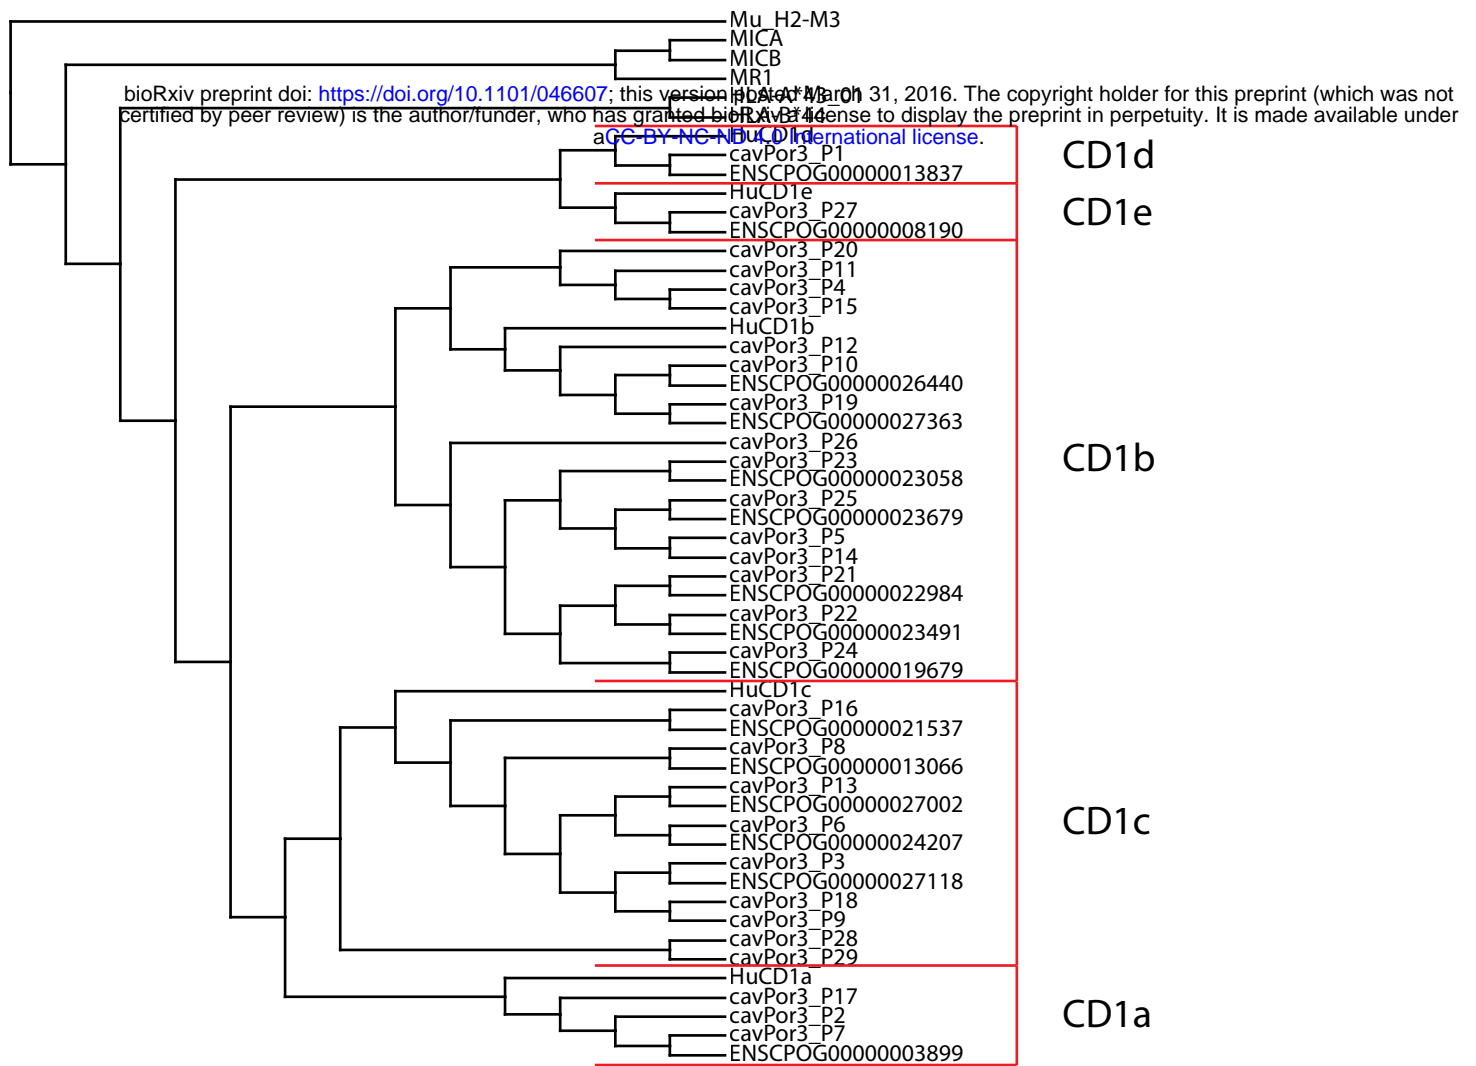 Mu_H2-M3
MICA
MICB
MR1
bioRxiv preprint doi: https://doi.org/10.1101/046607; this version posted March 31, 2016. The copyright holder for this preprint (which was not
HLA-A*43_01
certified by peer review) is the author/funder, who has granted bioRxiv a license to display the preprint in perpetuity. It is made available under
HLA-B*44
aCC-BY-NC-ND 4.0 International license.
HuCD1d
cavPor3_P1
CD1d
ENSCPOG00000013837
HuCD1e
cavPor3_P27
CD1e
ENSCPOG00000008190
cavPor3_P20
cavPor3_P11
cavPor3_P4
cavPor3_P15
HuCD1b
cavPor3_P12
cavPor3_P10
ENSCPOG00000026440
cavPor3_P19
ENSCPOG00000027363
cavPor3_P26
cavPor3_P23
CD1b
ENSCPOG00000023058
cavPor3_P25
ENSCPOG00000023679
cavPor3_P5
cavPor3_P14
cavPor3_P21
ENSCPOG00000022984
cavPor3_P22
ENSCPOG00000023491
cavPor3_P24
ENSCPOG00000019679
HuCD1c
cavPor3_P16
ENSCPOG00000021537
cavPor3_P8
ENSCPOG00000013066
cavPor3_P13
ENSCPOG00000027002
cavPor3_P6
CD1c
ENSCPOG00000024207
cavPor3_P3
ENSCPOG00000027118
cavPor3_P18
cavPor3_P9
cavPor3_P28
cavPor3_P29
HuCD1a
cavPor3_P17
cavPor3_P2
CD1a
cavPor3_P7
ENSCPOG00000003899